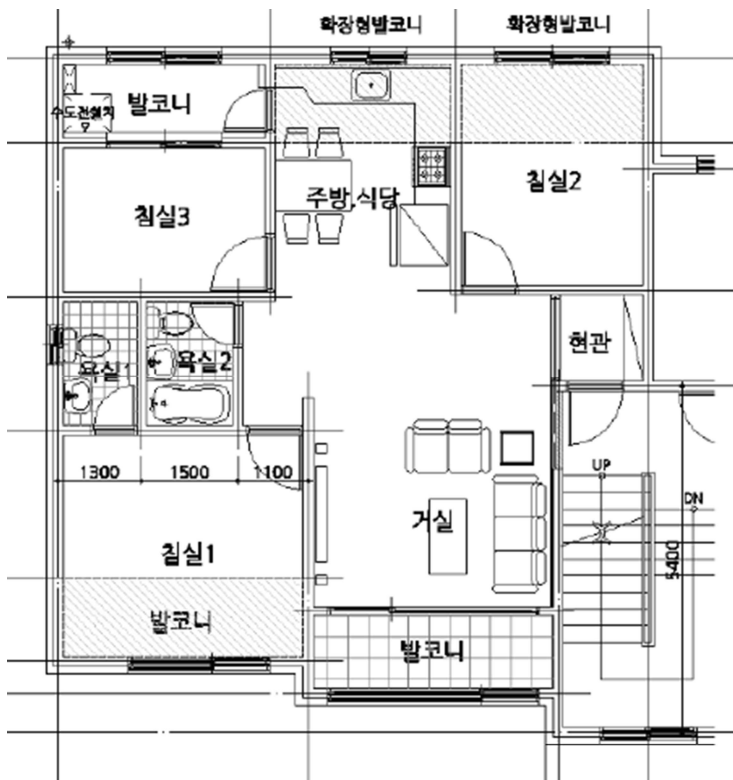 확장형발코니
확장형발코니
발코니
수도전설치
침실3
주방,식당
침실2
욕실1
욕실2
현관
1300
1500
1100
UP
DN
거실
침실1
5400
발코니
발코니